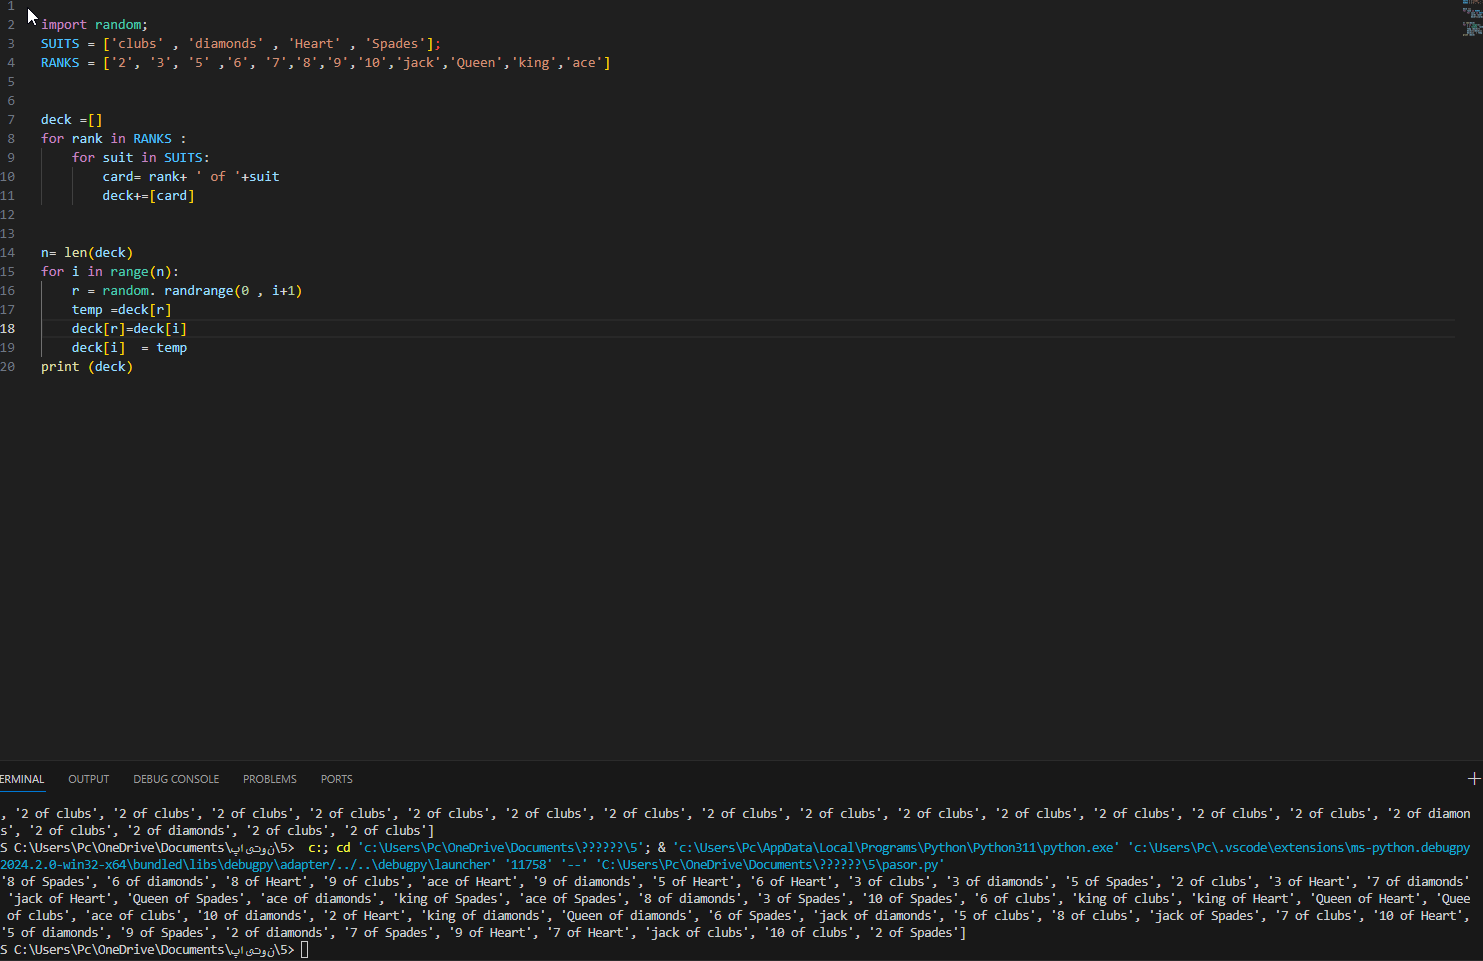 1
2 import random;
3 SUITS = ['clubs' , 'diamonds' , 'Heart' , 'Spades'];
4 RANKS = ['2', '3', '5' ,'6', '7','8','9','10','jack','Queen','king','ace']
5
6
7 deck =[]
8 for rank in RANKS :
9 for suit in SUITS:
10 card= rank+ ' of '+suit
11 deck+=[card]
12
13
14 n= len(deck)
15 for i in range(n):
16 r = random. randrange(0 , i+1)
17 temp =deck[r]
18 deck[r]=deck[i]
19 deck[i]  = temp
20 print (deck)
ERMINAL OUTPUT DEBUG CONSOLE PROBLEMS PORTS
, '2 of clubs', '2 of clubs', '2 of clubs', '2 of clubs', '2 of clubs', '2 of clubs', '2 of clubs', '2 of clubs', '2 of clubs', '2 of clubs', '2 of clubs', '2 of clubs', '2 of clubs', '2 of clubs', '2 of diamon
s', '2 of clubs', '2 of diamonds', '2 of clubs', '2 of clubs']
S C:\Users\Pc\OneDrive\Documents\پایتون\5>  c:; cd 'c:\Users\Pc\OneDrive\Documents\??????\5'; & 'c:\Users\Pc\AppData\Local\Programs\Python\Python311\python.exe' 'c:\Users\Pc\.vscode\extensions\ms-python.debugpy
2024.2.0-win32-x64\bundled\libs\debugpy\adapter/../..\debugpy\launcher' '11758' '--' 'C:\Users\Pc\OneDrive\Documents\??????\5\pasor.py'
'8 of Spades', '6 of diamonds', '8 of Heart', '9 of clubs', 'ace of Heart', '9 of diamonds', '5 of Heart', '6 of Heart', '3 of clubs', '3 of diamonds', '5 of Spades', '2 of clubs', '3 of Heart', '7 of diamonds'
'jack of Heart', 'Queen of Spades', 'ace of diamonds', 'king of Spades', 'ace of Spades', '8 of diamonds', '3 of Spades', '10 of Spades', '6 of clubs', 'king of clubs', 'king of Heart', 'Queen of Heart', 'Quee
of clubs', 'ace of clubs', '10 of diamonds', '2 of Heart', 'king of diamonds', 'Queen of diamonds', '6 of Spades', 'jack of diamonds', '5 of clubs', '8 of clubs', 'jack of Spades', '7 of clubs', '10 of Heart',
'5 of diamonds', '9 of Spades', '2 of diamonds', '7 of Spades', '9 of Heart', '7 of Heart', 'jack of clubs', '10 of clubs', '2 of Spades']
S C:\Users\Pc\OneDrive\Documents\پایتون\5>